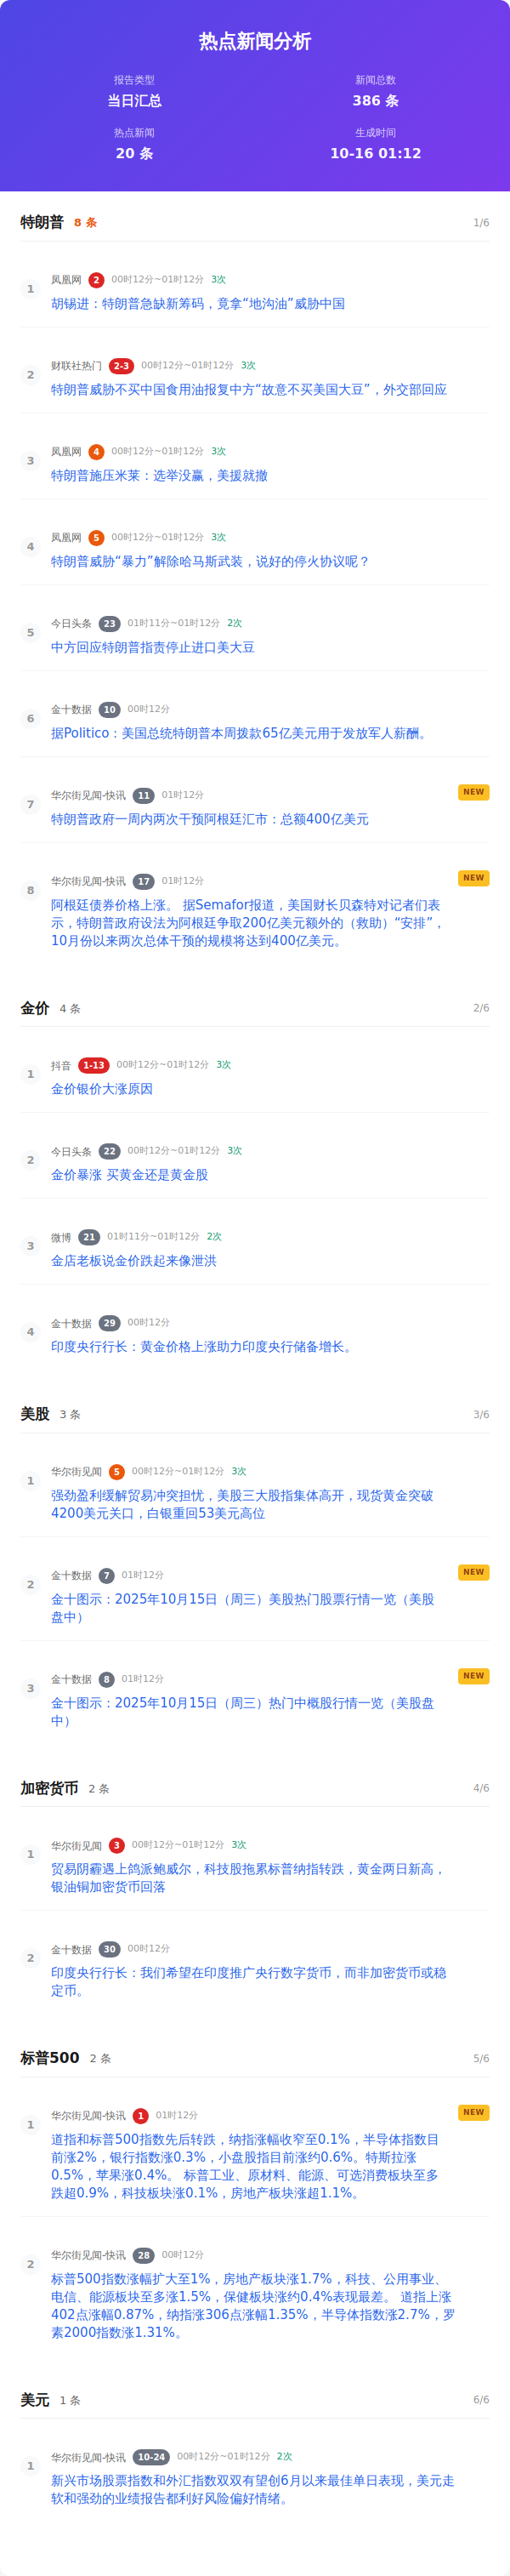 热点新闻分析
报告类型
当日汇总
新闻总数
386 条
热点新闻
20 条
生成时间
10-16 01:12
特朗普 8 条 1/6
1
凤凰网 2 00时12分~01时12分 3次
胡锡进：特朗普急缺新筹码，竟拿“地沟油”威胁中国
2
财联社热门 2-3 00时12分~01时12分 3次
特朗普威胁不买中国食用油报复中方“故意不买美国大豆”，外交部回应
3
凤凰网 4 00时12分~01时12分 3次
特朗普施压米莱：选举没赢，美援就撤
4
凤凰网 5 00时12分~01时12分 3次
特朗普威胁“暴力”解除哈马斯武装，说好的停火协议呢？
5
今日头条 23 01时11分~01时12分 2次
中方回应特朗普指责停止进口美大豆
6
金十数据 10 00时12分
据Politico：美国总统特朗普本周拨款65亿美元用于发放军人薪酬。
7
华尔街见闻-快讯 11 01时12分 NEW
特朗普政府一周内两次干预阿根廷汇市：总额400亿美元
8
华尔街见闻-快讯 17 01时12分 NEW
阿根廷债券价格上涨。 据Semafor报道，美国财长贝森特对记者们表
示，特朗普政府设法为阿根廷争取200亿美元额外的（救助）“安排”，
10月份以来两次总体干预的规模将达到400亿美元。
金价 4 条 2/6
1
抖音 1-13 00时12分~01时12分 3次
金价银价大涨原因
2
今日头条 22 00时12分~01时12分 3次
金价暴涨 买黄金还是黄金股
3
微博 21 01时11分~01时12分 2次
金店老板说金价跌起来像泄洪
4
金十数据 29 00时12分
印度央行行长：黄金价格上涨助力印度央行储备增长。
美股 3 条 3/6
1
华尔街见闻 5 00时12分~01时12分 3次
强劲盈利缓解贸易冲突担忧，美股三大股指集体高开，现货黄金突破
4200美元关口，白银重回53美元高位
2
金十数据 7 01时12分 NEW
金十图示：2025年10月15日（周三）美股热门股票行情一览（美股
盘中）
3
金十数据 8 01时12分 NEW
金十图示：2025年10月15日（周三）热门中概股行情一览（美股盘
中）
加密货币 2 条 4/6
1
华尔街见闻 3 00时12分~01时12分 3次
贸易阴霾遇上鸽派鲍威尔，科技股拖累标普纳指转跌，黄金两日新高，
银油铜加密货币回落
2
金十数据 30 00时12分
印度央行行长：我们希望在印度推广央行数字货币，而非加密货币或稳
定币。
标普500 2 条 5/6
1
华尔街见闻-快讯 1 01时12分 NEW
道指和标普500指数先后转跌，纳指涨幅收窄至0.1%，半导体指数目
前涨2%，银行指数涨0.3%，小盘股指目前涨约0.6%。特斯拉涨
0.5%，苹果涨0.4%。 标普工业、原材料、能源、可选消费板块至多
跌超0.9%，科技板块涨0.1%，房地产板块涨超1.1%。
2
华尔街见闻-快讯 28 00时12分
标普500指数涨幅扩大至1%，房地产板块涨1.7%，科技、公用事业、
电信、能源板块至多涨1.5%，保健板块涨约0.4%表现最差。 道指上涨
402点涨幅0.87%，纳指涨306点涨幅1.35%，半导体指数涨2.7%，罗
素2000指数涨1.31%。
美元 1 条 6/6
1
华尔街见闻-快讯 10-24 00时12分~01时12分 2次
新兴市场股票指数和外汇指数双双有望创6月以来最佳单日表现，美元走
软和强劲的业绩报告都利好风险偏好情绪。